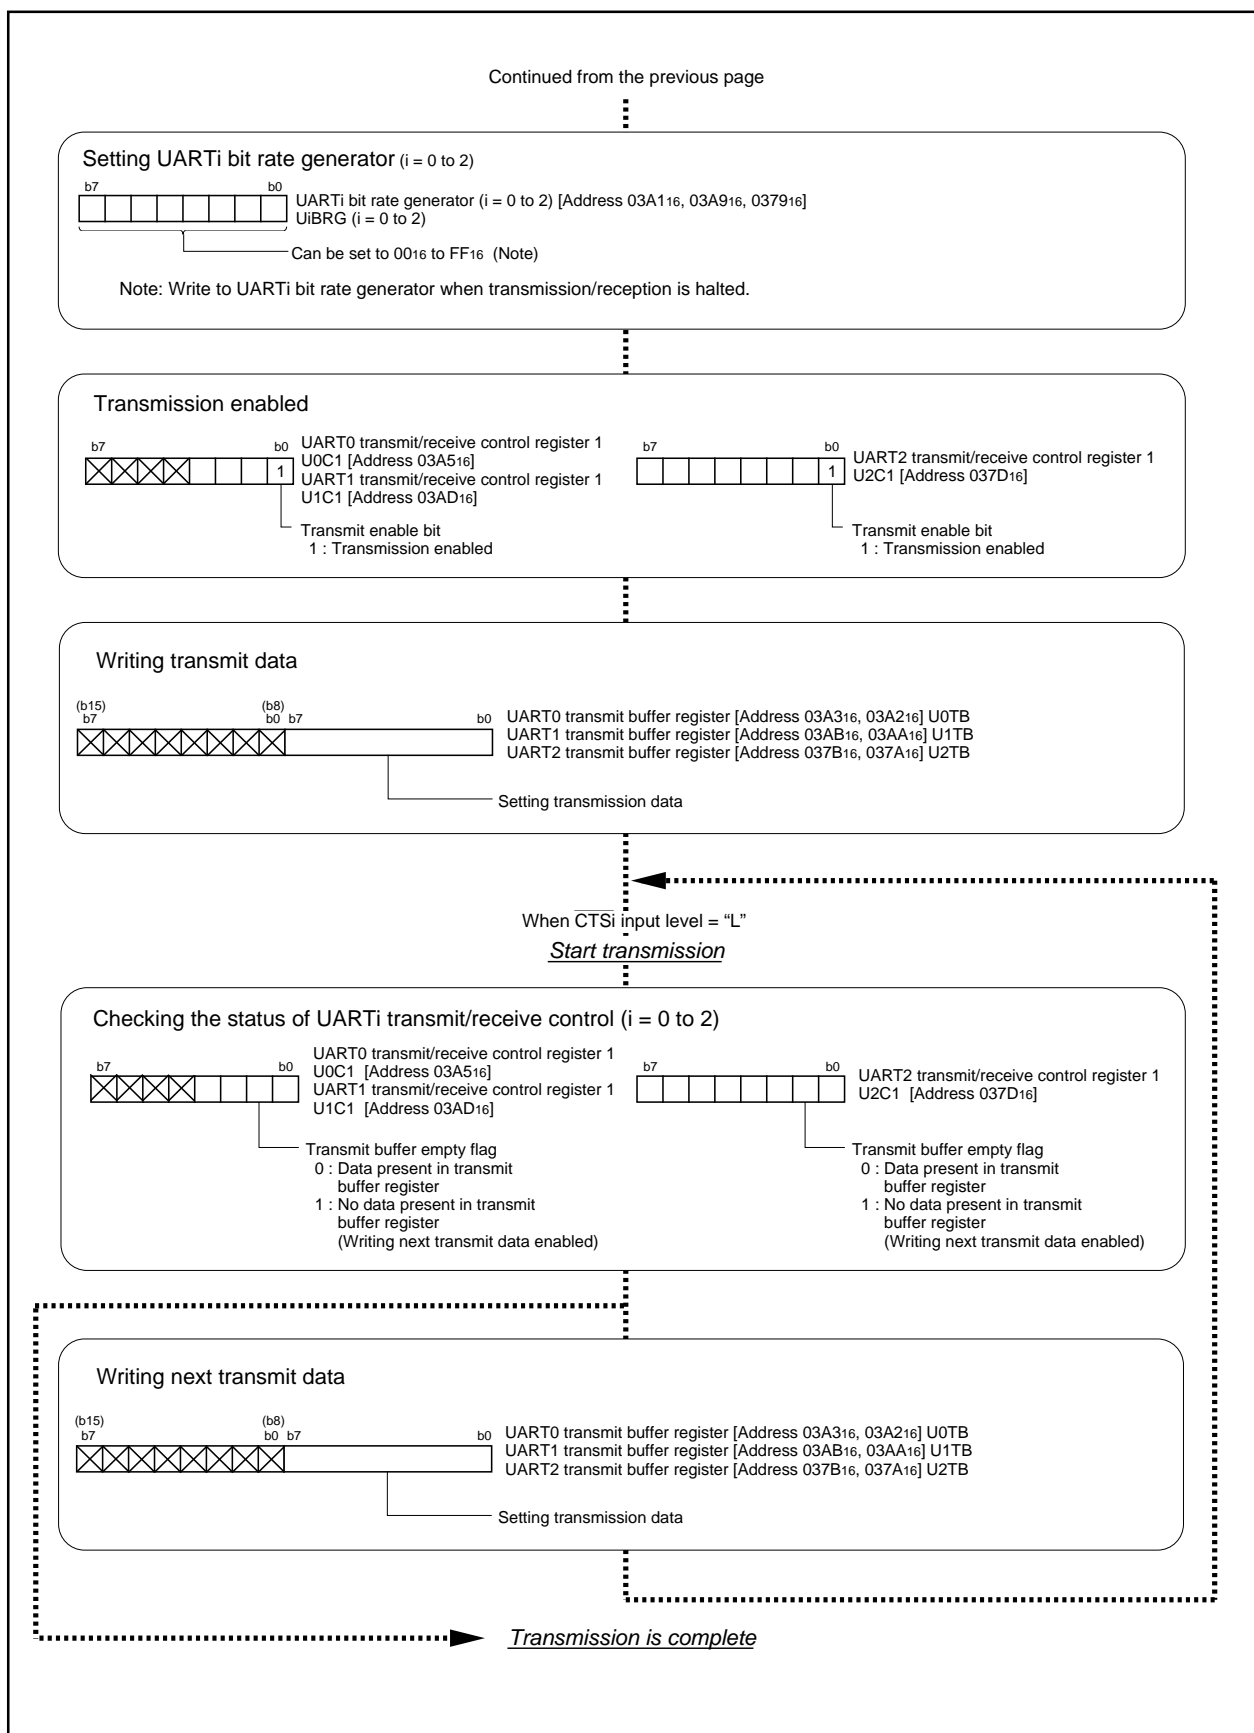 Continued from the previous page
Setting UARTi bit rate generator (i = 0 to 2)
b7 b0
UARTi bit rate generator (i = 0 to 2) [Address 03A116, 03A916, 037916]
UiBRG (i = 0 to 2)
Can be set to 0016 to FF16 (Note)
Note: Write to UARTi bit rate generator when transmission/reception is halted.
Transmission enabled
b7 b0
1
UART0 transmit/receive control register 1
U0C1 [Address 03A516]
UART1 transmit/receive control register 1
U1C1 [Address 03AD16]
Transmit enable bit
1 : Transmission enabled
b7 b0
1
UART2 transmit/receive control register 1
U2C1 [Address 037D16]
Transmit enable bit
1 : Transmission enabled
Writing transmit data
(b15) (b8)
b7 b0 b7 b0
UART0 transmit buffer register [Address 03A316, 03A216] U0TB
UART1 transmit buffer register [Address 03AB16, 03AA16] U1TB
UART2 transmit buffer register [Address 037B16, 037A16] U2TB
Setting transmission data
When C̅T̅S̅i̅ input level = “L”
Start transmission
Checking the status of UARTi transmit/receive control (i = 0 to 2)
b7 b0
UART0 transmit/receive control register 1
U0C1 [Address 03A516]
UART1 transmit/receive control register 1
U1C1 [Address 03AD16]
Transmit buffer empty flag
0 : Data present in transmit
buffer register
1 : No data present in transmit
buffer register
(Writing next transmit data enabled)
b7 b0
UART2 transmit/receive control register 1
U2C1 [Address 037D16]
Transmit buffer empty flag
0 : Data present in transmit
buffer register
1 : No data present in transmit
buffer register
(Writing next transmit data enabled)
Writing next transmit data
(b15) (b8)
b7 b0 b7 b0
UART0 transmit buffer register [Address 03A316, 03A216] U0TB
UART1 transmit buffer register [Address 03AB16, 03AA16] U1TB
UART2 transmit buffer register [Address 037B16, 037A16] U2TB
Setting transmission data
Transmission is complete